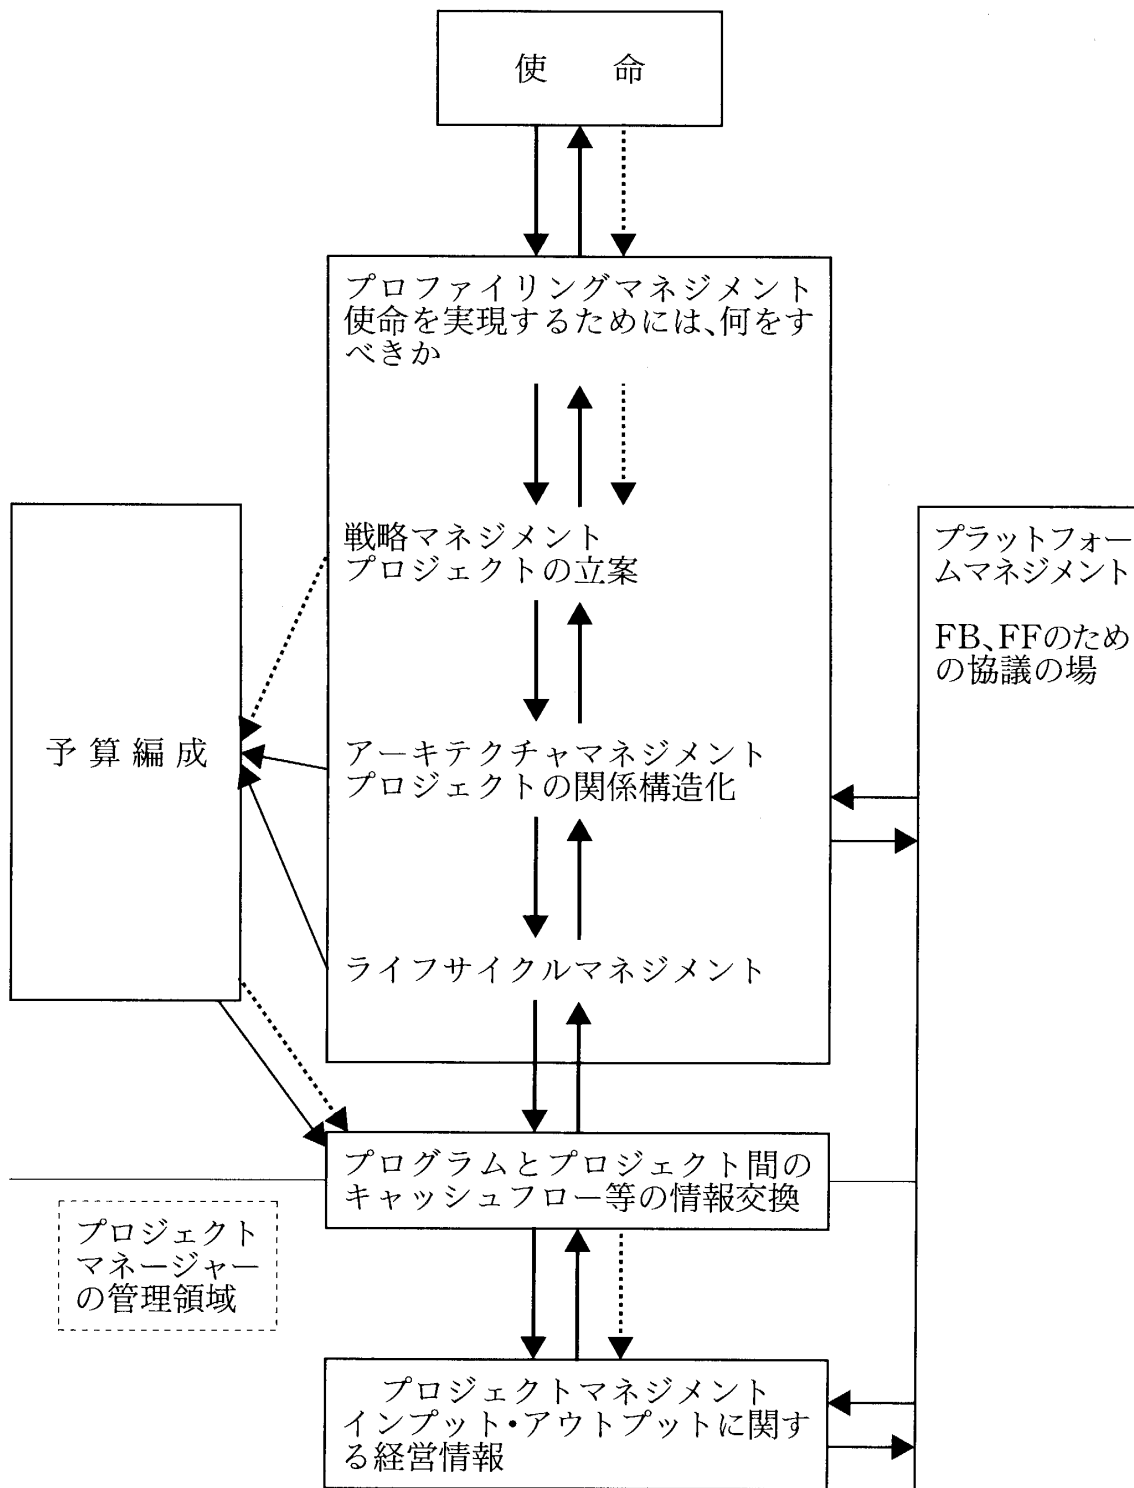 使　命
プロファイリングマネジメント
使命を実現するためには、何をす
べきか
戦略マネジメント
プロジェクトの立案
プラットフォー
ムマネジメント
FB、FFのため
の協議の場
予算編成
アーキテクチャマネジメント
プロジェクトの関係構造化
ライフサイクルマネジメント
プログラムとプロジェクト間の
キャッシュフロー等の情報交換
プロジェクト
マネージャー
の管理領域
プロジェクトマネジメント
インプット・アウトプットに関す
る経営情報